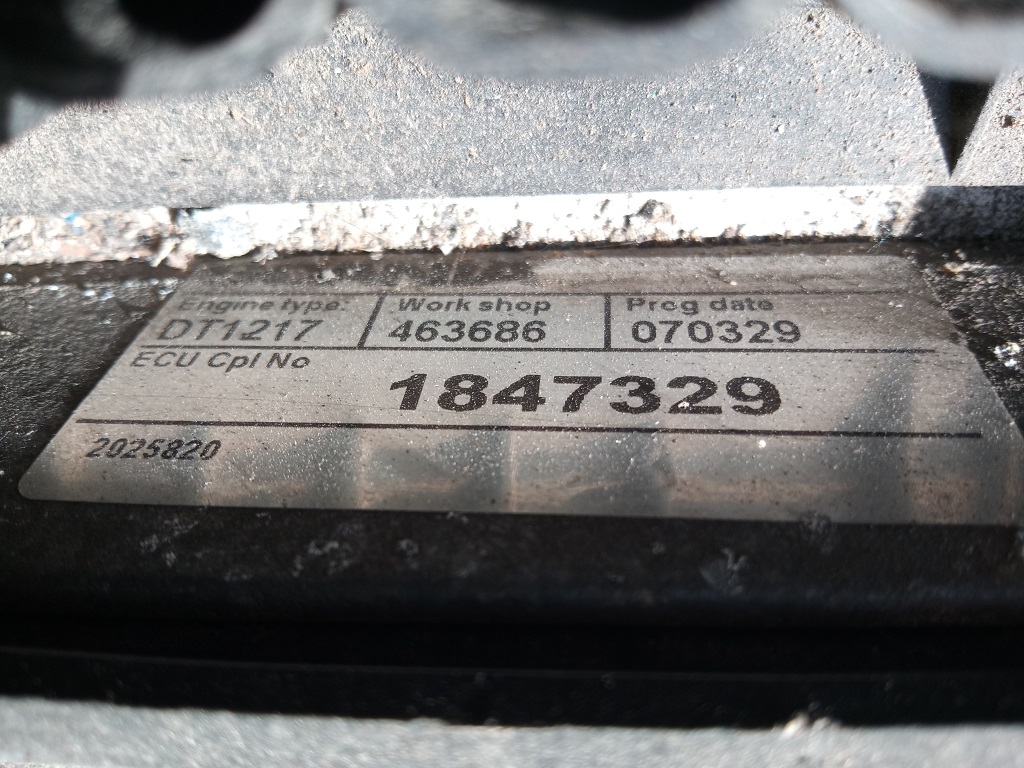 Engine type: Work shop Prog date
DT1217 463686 070329
ECU Cpl No
1847329
2025820